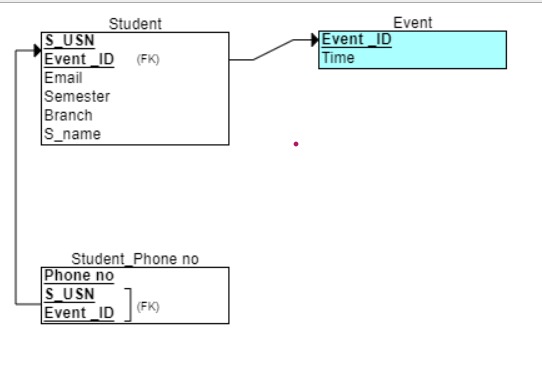 Student
S_USN
Event _ID (FK)
Email
Semester
Branch
S_name
Event
Event _ID
Time
Student_Phone no
Phone no
S_USN
Event _ID
(FK)